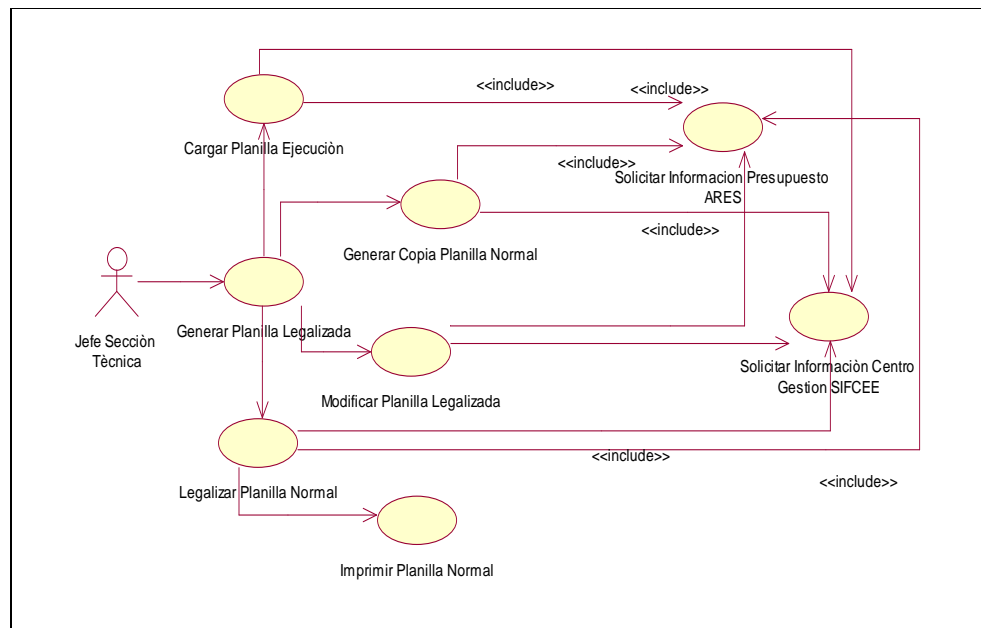 <<include>>
<<include>>
Cargar Planilla Ejecuciòn
<<include>>
Solicitar Informacion Presupuesto
ARES
<<include>>
Generar Copia Planilla Normal
Generar Planilla Legalizada
Jefe Secciòn
Tècnica
Solicitar Informaciòn Centro
Gestion SIFCEE
Modificar Planilla Legalizada
<<include>>
<<include>>
Legalizar Planilla Normal
Imprimir Planilla Normal